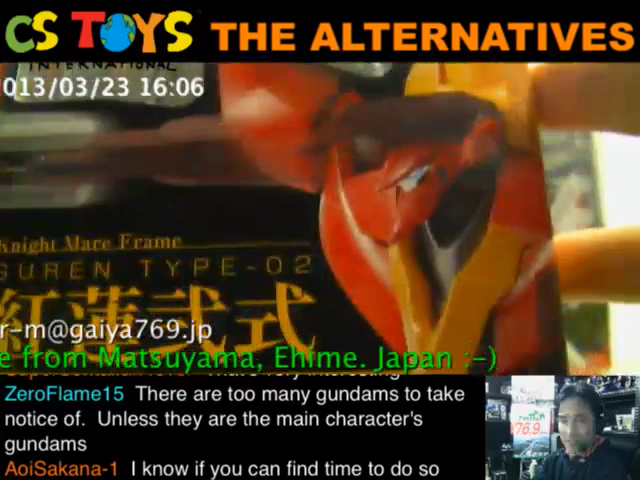 CS TOYS
INTERNATIONAL
THE ALTERNATIVES
013/03/23 16:06
Knight Mare Frame
GUREN TYPE-02
紅蓮弐式
r-m@gaiya769.jp
e from Matsuyama, Ehime. Japan :-)
ZeroFlame15 There are too many gundams to take
notice of. Unless they are the main character's
gundams
AoiSakana-1 I know if you can find time to do so
769